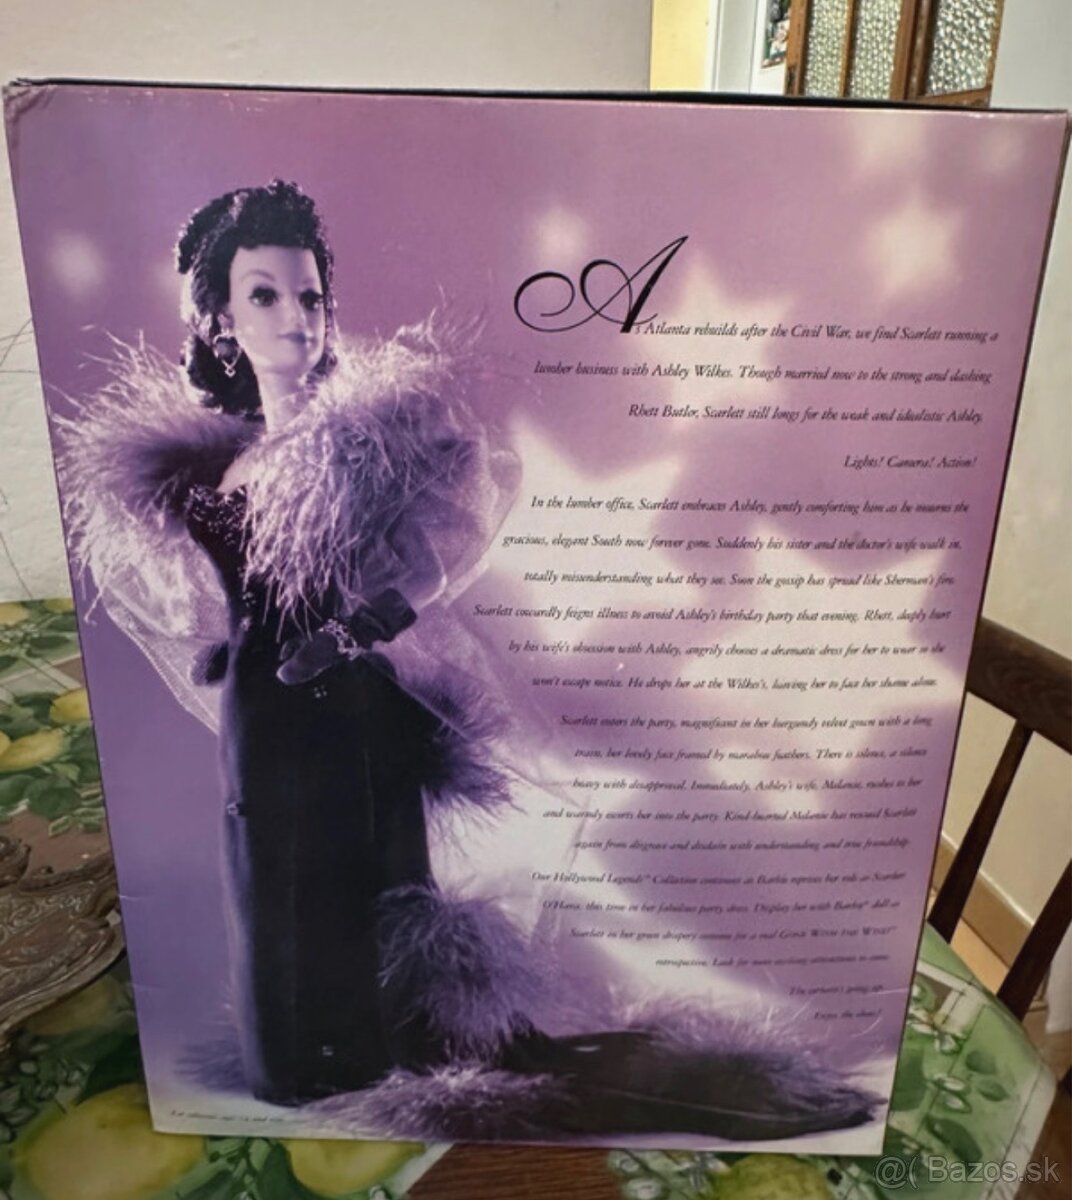 As Atlanta rebuilds after the Civil War, we find Scarlett running a
lumber business with Ashley Wilkes. Though married now to the strong and dashing
Rhett Butler, Scarlett still longs for the weak and idealistic Ashley.
Lights! Camera! Action!
In the lumber office, Scarlett embraces Ashley, gently comforting him as he mourns the
gracious, elegant South now forever gone. Suddenly his sister and the doctor's wife walk in,
totally misunderstanding what they see. Soon the gossip has spread like Sherman's fire.
Scarlett cowardly feigns illness to avoid Ashley's birthday party that evening. Rhett, deeply hurt
by his wife's obsession with Ashley, angrily chooses a dramatic dress for her to wear so she
won't escape notice. He drops her at the Wilkes's, leaving her to face her shame alone.
Scarlett enters the party, magnificent in her burgundy velvet gown with a long
train, her lovely face framed by marabou feathers. There is silence, a silence
heavy with disapproval. Immediately, Ashley's wife, Melanie, rushes to her
and warmly escorts her into the party. Kind-hearted Melanie has rescued Scarlett
again from disgrace and disdain with understanding and true friendship.
Our Hollywood Legends™ Collection continues as Barbie reprises her role as Scarlett
O'Hara, this time in her fabulous party dress. Display her with Barbie® doll as
Scarlett in her green drapery costume for a real GONE WITH THE WIND™
retrospective. Look for more exciting attractions to come.
The curtain's going up.
Enjoy the show!
@( Bazos.sk